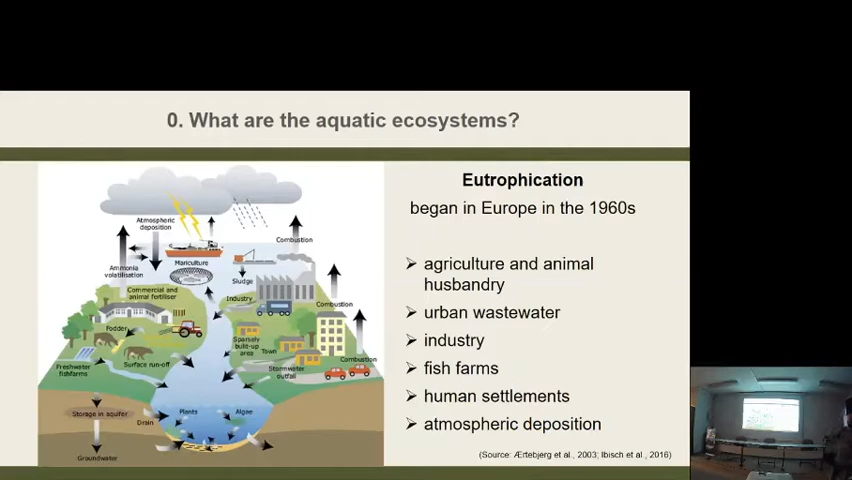 0. What are the aquatic ecosystems?
Eutrophication
began in Europe in the 1960s
agriculture and animal
husbandry
urban wastewater
industry
fish farms
human settlements
atmospheric deposition
(Source: Ærtebjerg et al., 2003; Ibisch et al., 2016)
Atmospheric
deposition
Combustion
Mariculture
Ammonia
volatilisation
Sludge
Commercial and
animal fertiliser
Industry
Combustion
Fodder
Sparsely
build-up
area
Town
Combustion
Freshwater
fishfarms
Surface run-off
Stormwater
outfall
Storage in aquifer
Plants
Algae
Drain
Groundwater